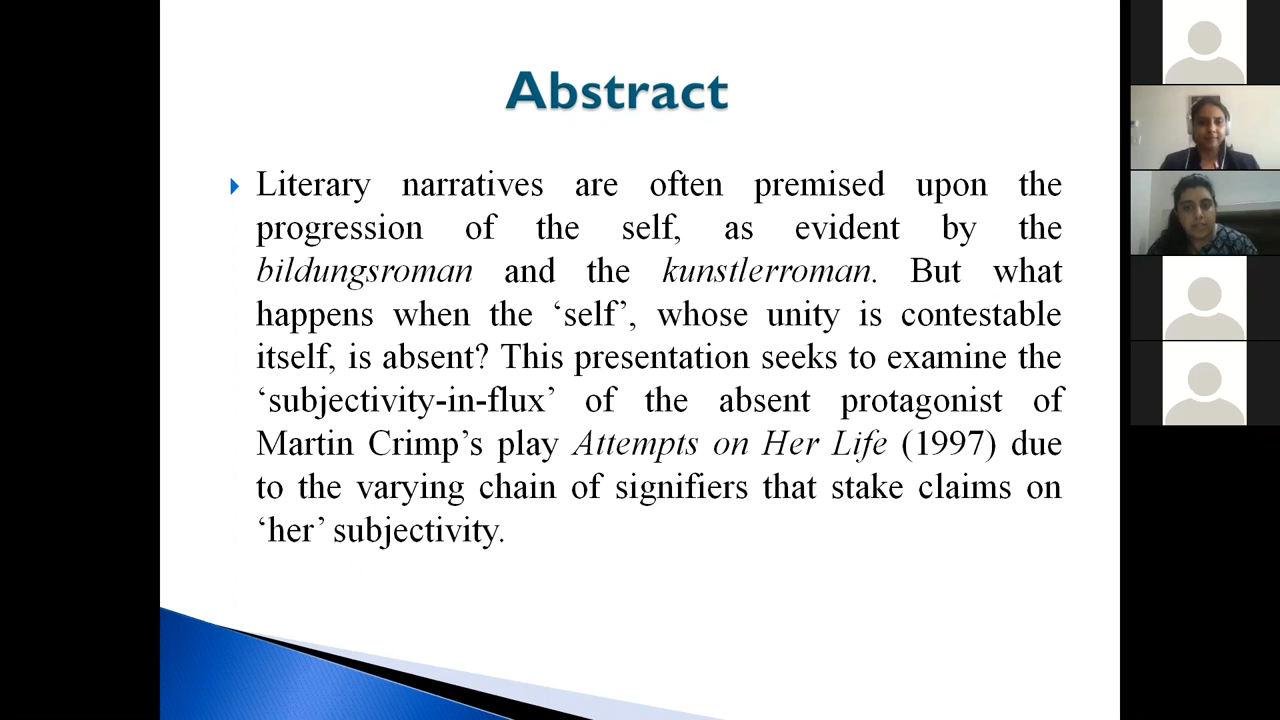 Abstract
Literary narratives are often premised upon the
progression of the self, as evident by the
bildungsroman and the kunstlerroman. But what
happens when the ‘self’, whose unity is contestable
itself, is absent? This presentation seeks to examine the
‘subjectivity-in-flux’ of the absent protagonist of
Martin Crimp’s play Attempts on Her Life (1997) due
to the varying chain of signifiers that stake claims on
‘her’ subjectivity.